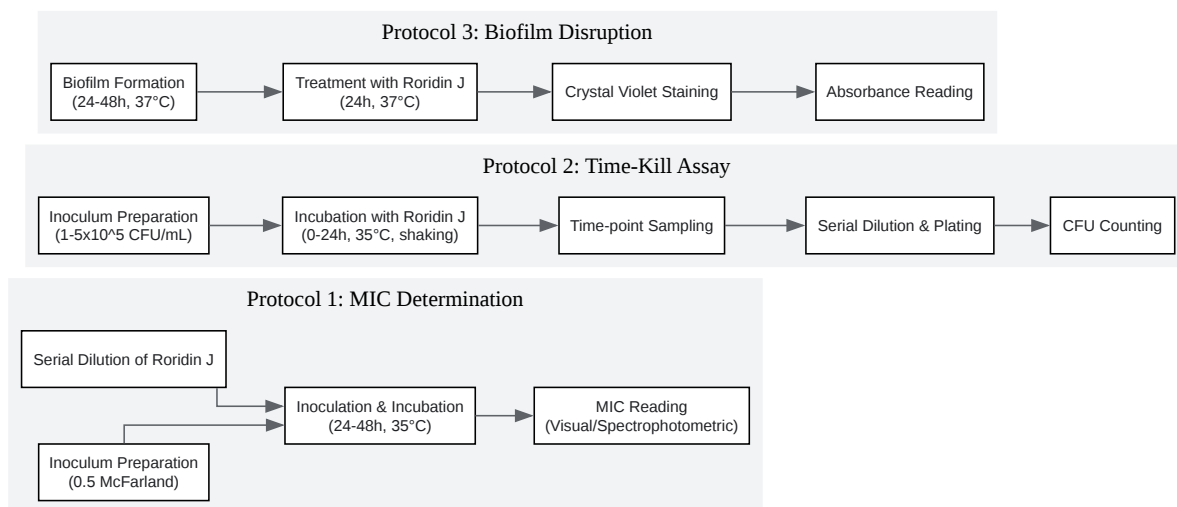 Protocol 3: Biofilm Disruption
Biofilm Formation
(24-48h, 37°C)
Treatment with Roridin J
(24h, 37°C)
Crystal Violet Staining
Absorbance Reading
Protocol 2: Time-Kill Assay
Inoculum Preparation
(1-5x10^5 CFU/mL)
Incubation with Roridin J
(0-24h, 35°C, shaking)
Time-point Sampling
Serial Dilution & Plating
CFU Counting
Protocol 1: MIC Determination
Serial Dilution of Roridin J
Inoculum Preparation
(0.5 McFarland)
Inoculation & Incubation
(24-48h, 35°C)
MIC Reading
(Visual/Spectrophotometric)